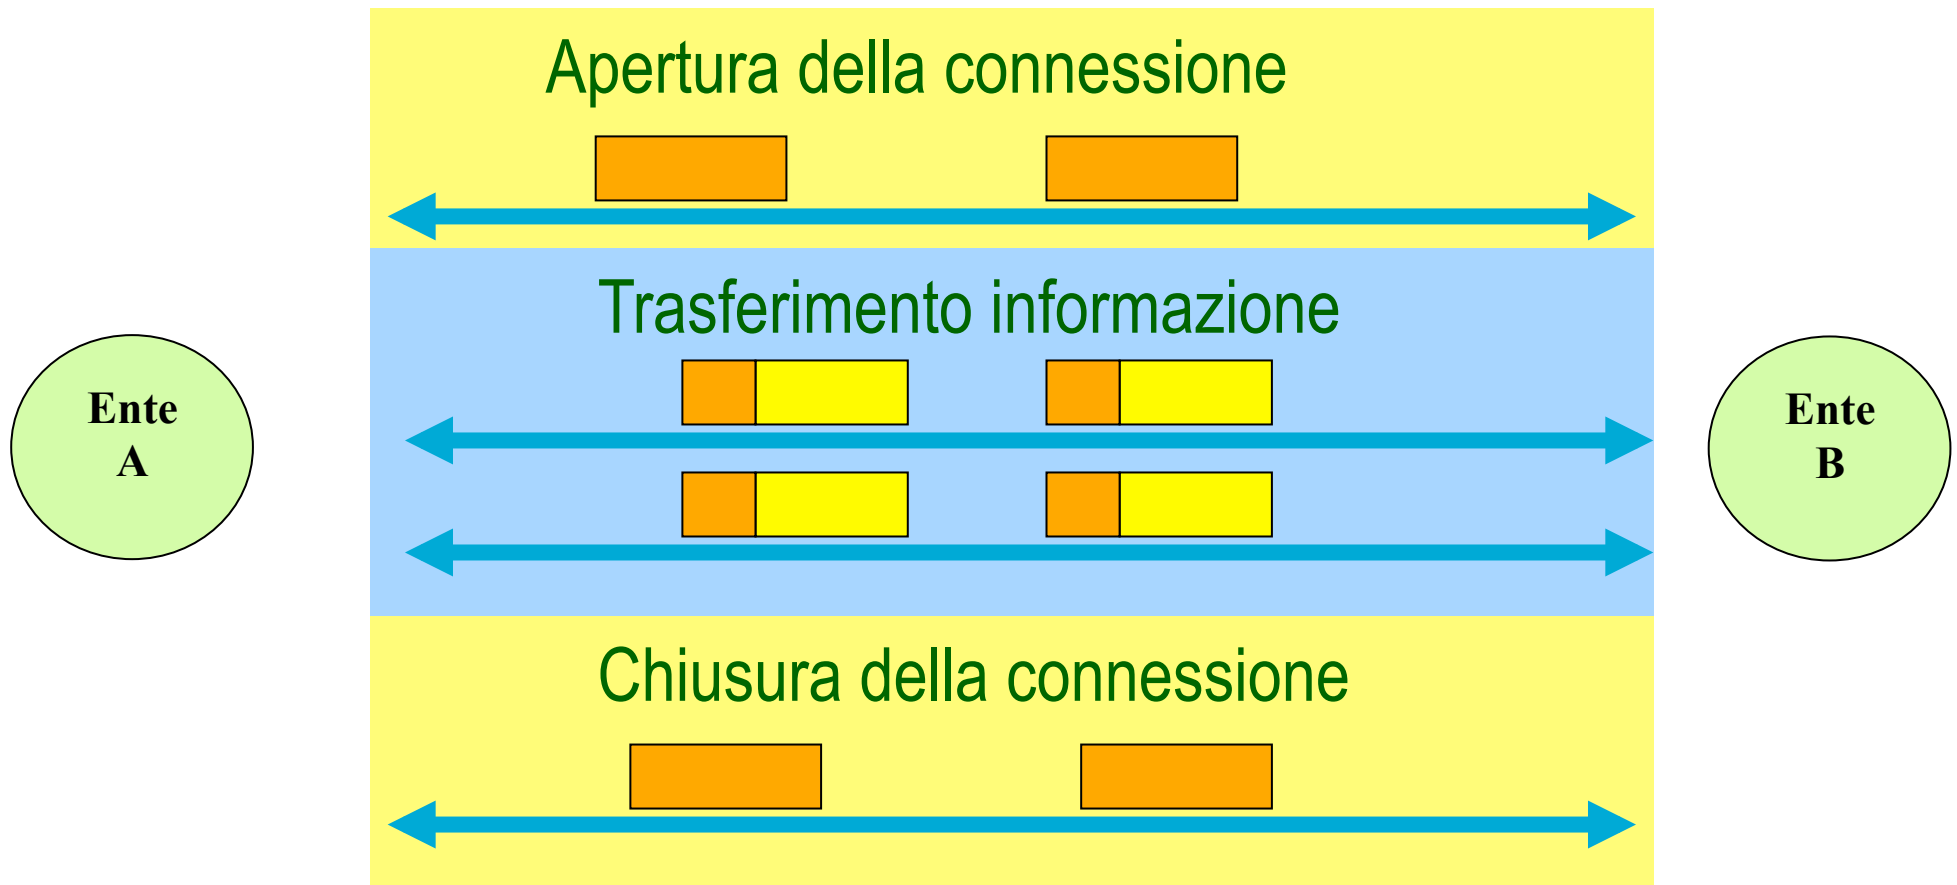 Apertura della connessione
Trasferimento informazione
Ente
A
Ente
B
Chiusura della connessione